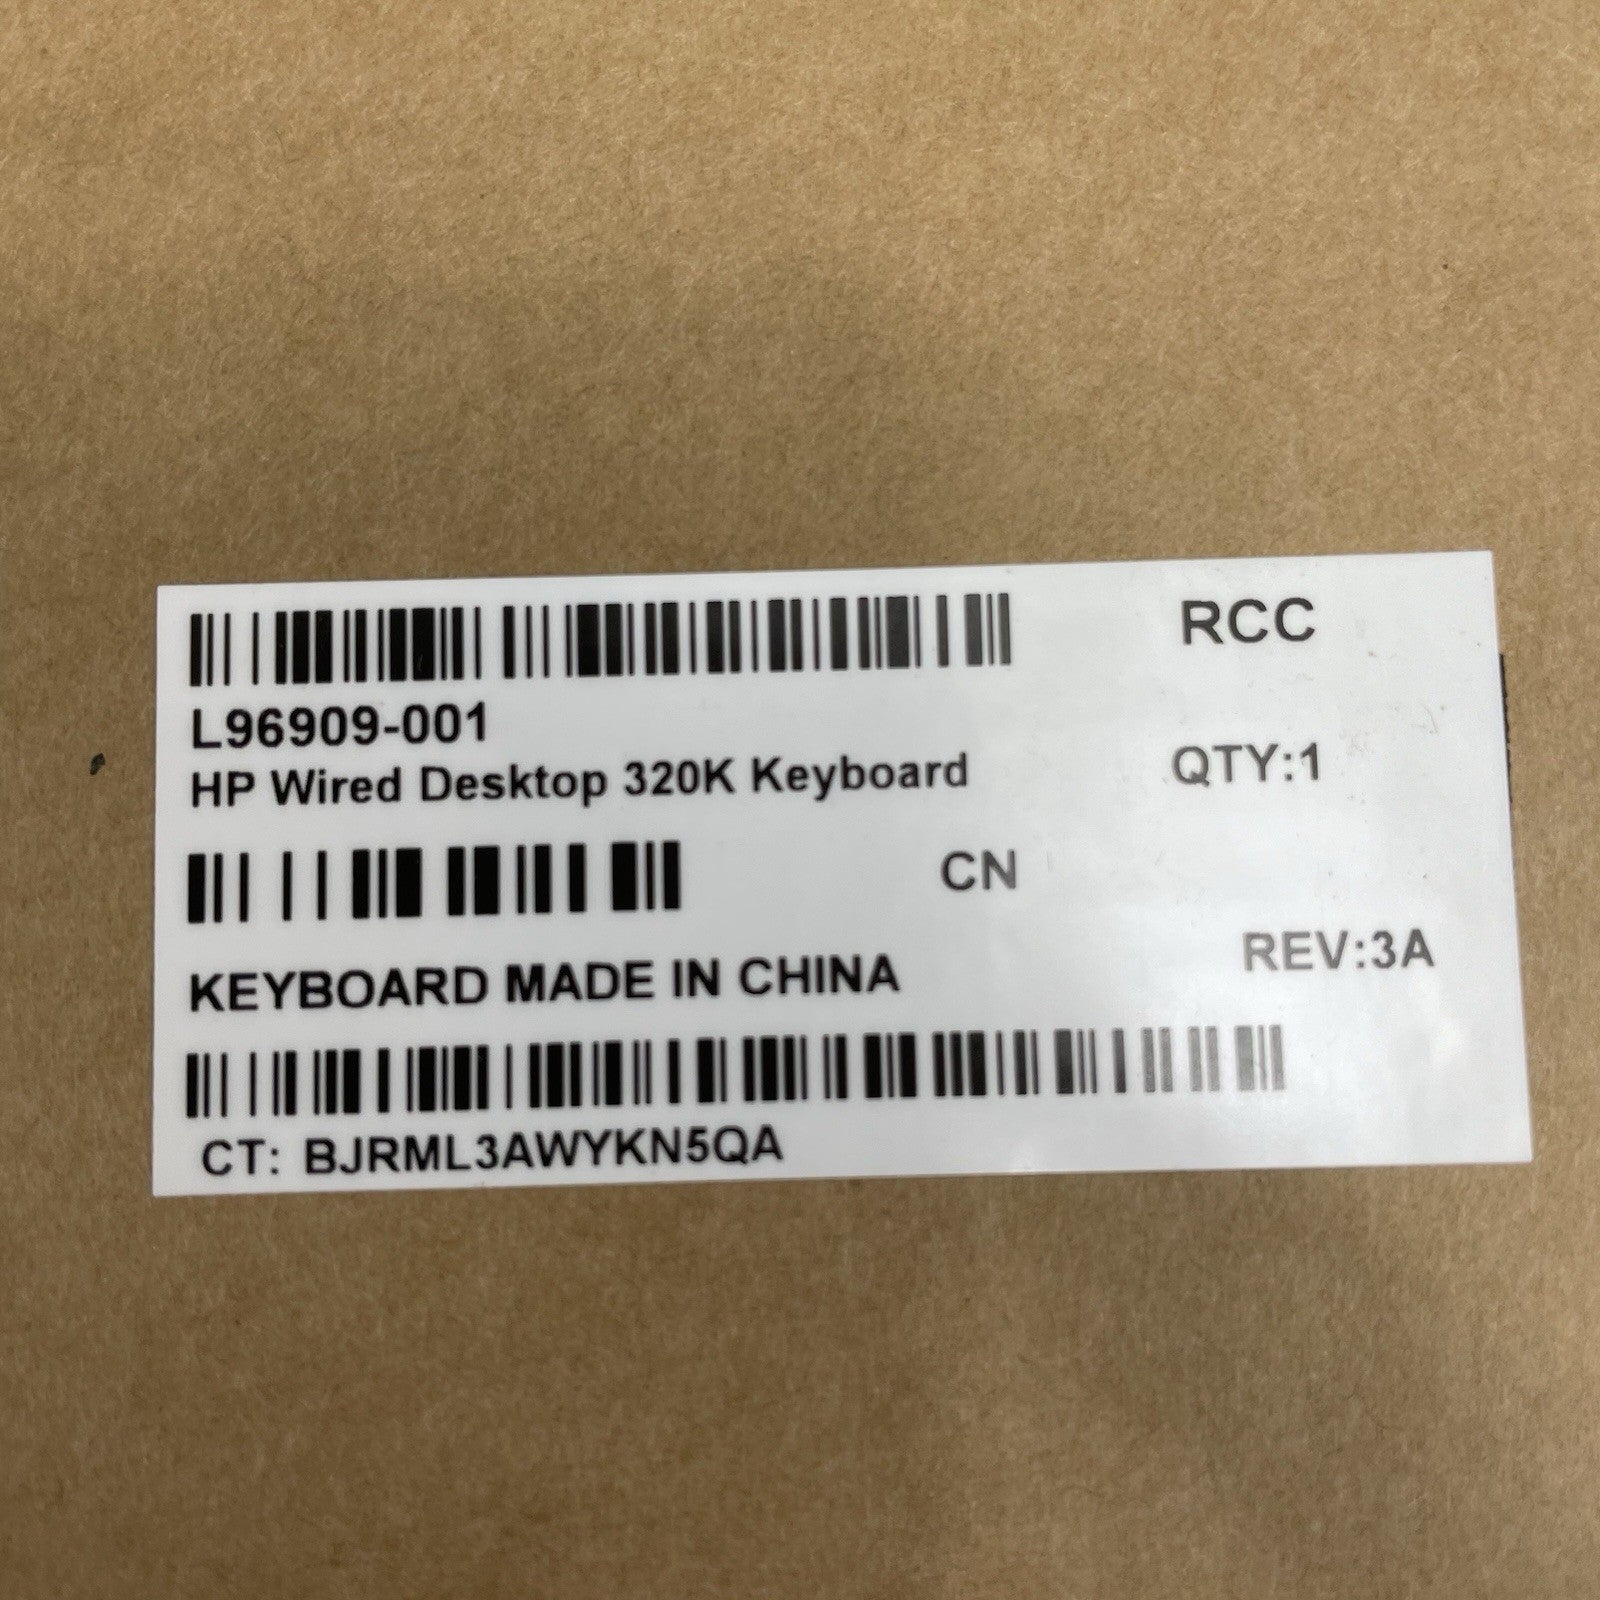 RCC
L96909-001
HP Wired Desktop 320K Keyboard
QTY:1
CN
KEYBOARD MADE IN CHINA
REV:3A
CT: BJRML3AWYKN5QA